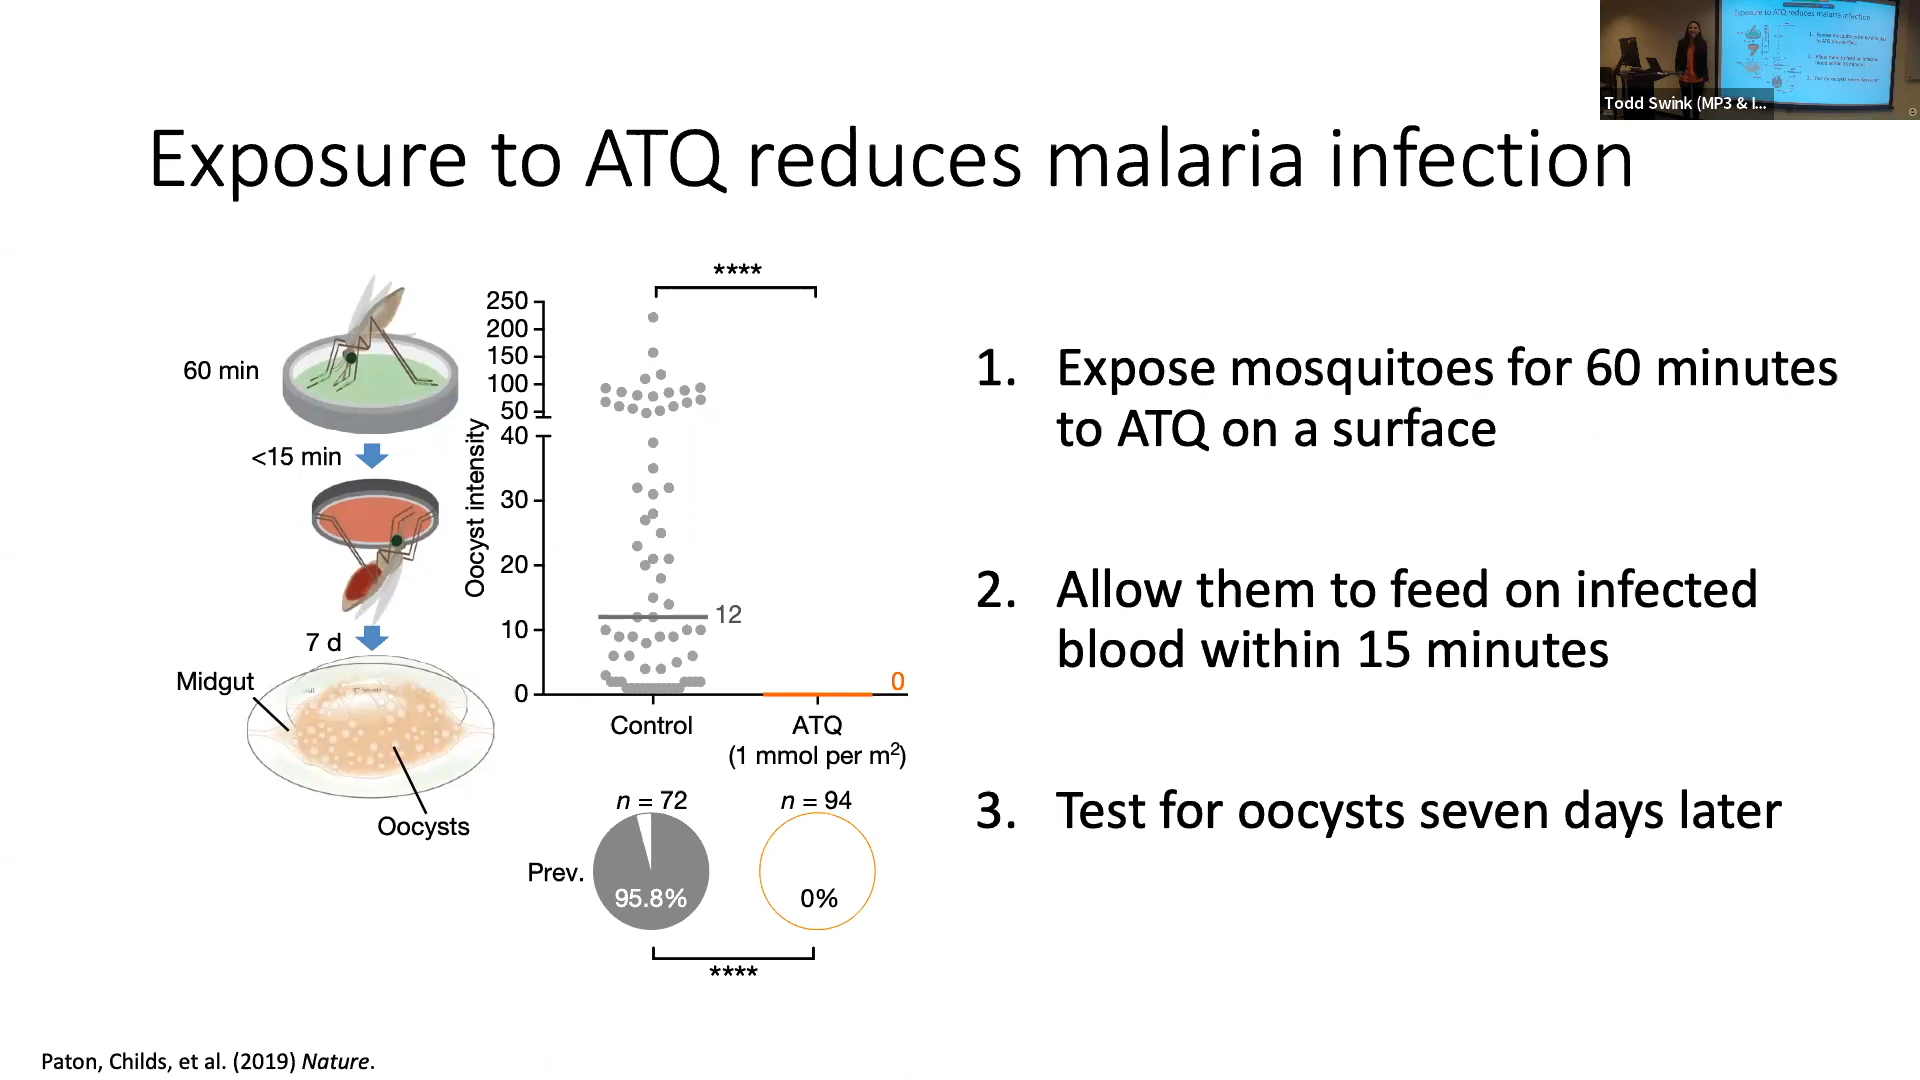 Todd Swink (MP3 & I...
Exposure to ATQ reduces malaria infection
60 min
<15 min
7 d
Midgut
Oocysts
****
Oocyst intensity
250
200
150
100
50
40
30
20
10
0
12
0
Control
ATQ
(1 mmol per m²)
n = 72
n = 94
Prev.
95.8%
0%
****
1. Expose mosquitoes for 60 minutes
to ATQ on a surface
2. Allow them to feed on infected
blood within 15 minutes
3. Test for oocysts seven days later
Paton, Childs, et al. (2019) Nature.